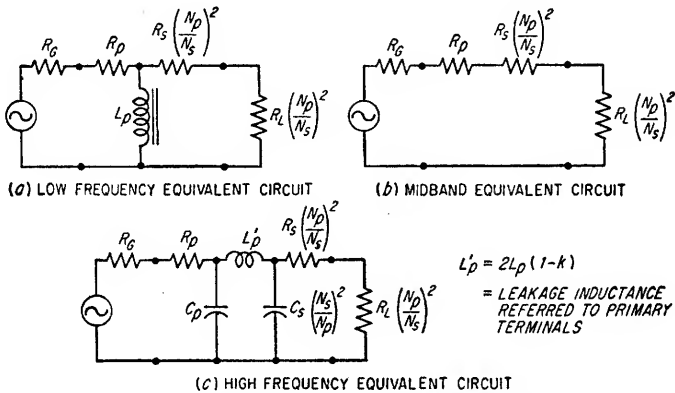 R_G R_p R_s (N_p/N_s)^2
L_p R_L (N_p/N_s)^2
(a) LOW FREQUENCY EQUIVALENT CIRCUIT
R_G R_p R_s (N_p/N_s)^2
R_L (N_p/N_s)^2
(b) MIDBAND EQUIVALENT CIRCUIT
R_G R_p L'_p R_s (N_p/N_s)^2
C_p C_s (N_s/N_p)^2 R_L (N_p/N_s)^2
L'_p = 2L_p (1-k)
= LEAKAGE INDUCTANCE
REFERRED TO PRIMARY
TERMINALS
(c) HIGH FREQUENCY EQUIVALENT CIRCUIT